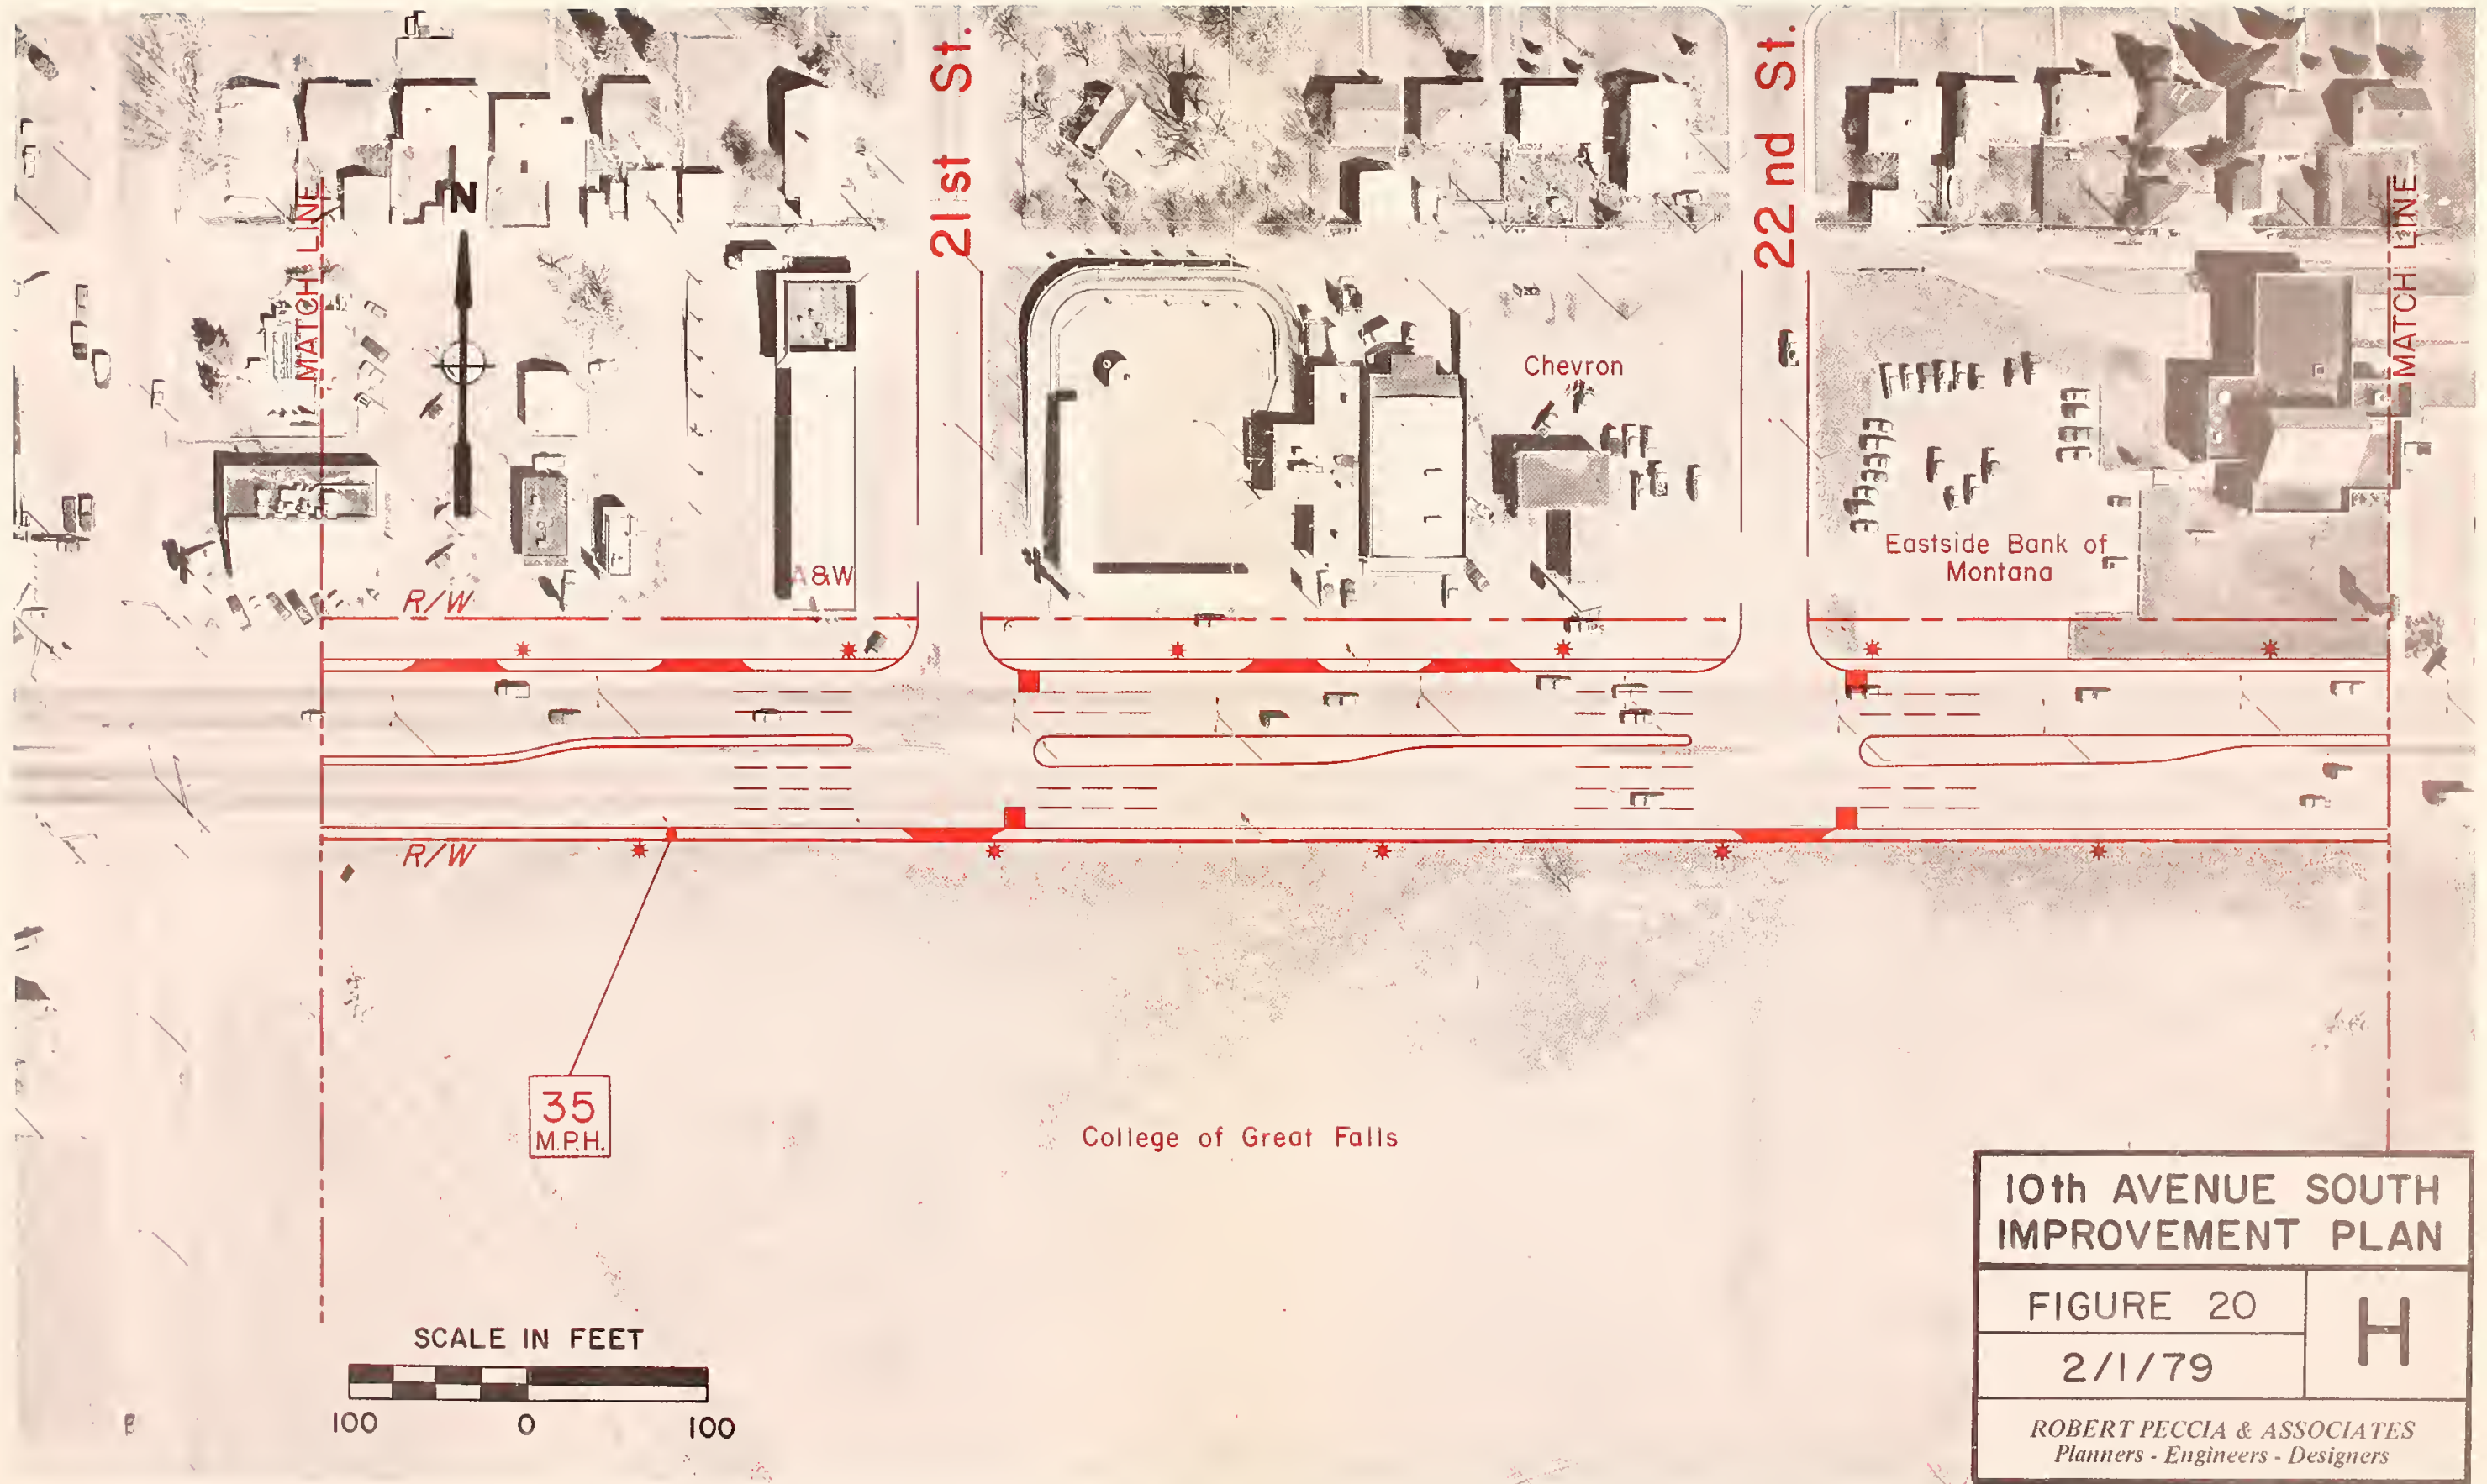 21st St.
22nd St.
MATCH LINE
N
MATCH LINE
Chevron
Eastside Bank of
Montana
A&W
R/W
R/W
35
M.P.H.
College of Great Falls
SCALE IN FEET
100 0 100
10th AVENUE SOUTH
IMPROVEMENT PLAN
FIGURE 20
H
2/1/79
ROBERT PECCIA & ASSOCIATES
Planners - Engineers - Designers